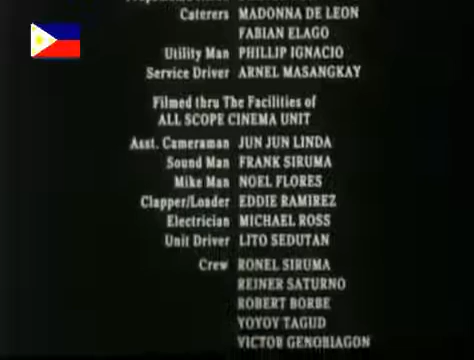 Caterers MADONNA DE LEON
FABIAN ELAGO
Utility Man PHILLIP IGNACIO
Service Driver ARNEL MASANGKAY
Filmed thru The Facilities of
ALL SCOPE CINEMA UNIT
Asst. Cameraman JUN JUN LINDA
Sound Man FRANK SIRUMA
Mike Man NOEL FLORES
Clapper/Loader EDDIE RAMIREZ
Electrician MICHAEL ROSS
Unit Driver LITO SEDUTAN
Crew RONEL SIRUMA
REINER SATURNO
ROBERT BORBE
YOYOY TAGUD
VICTOR GENOBIAGON